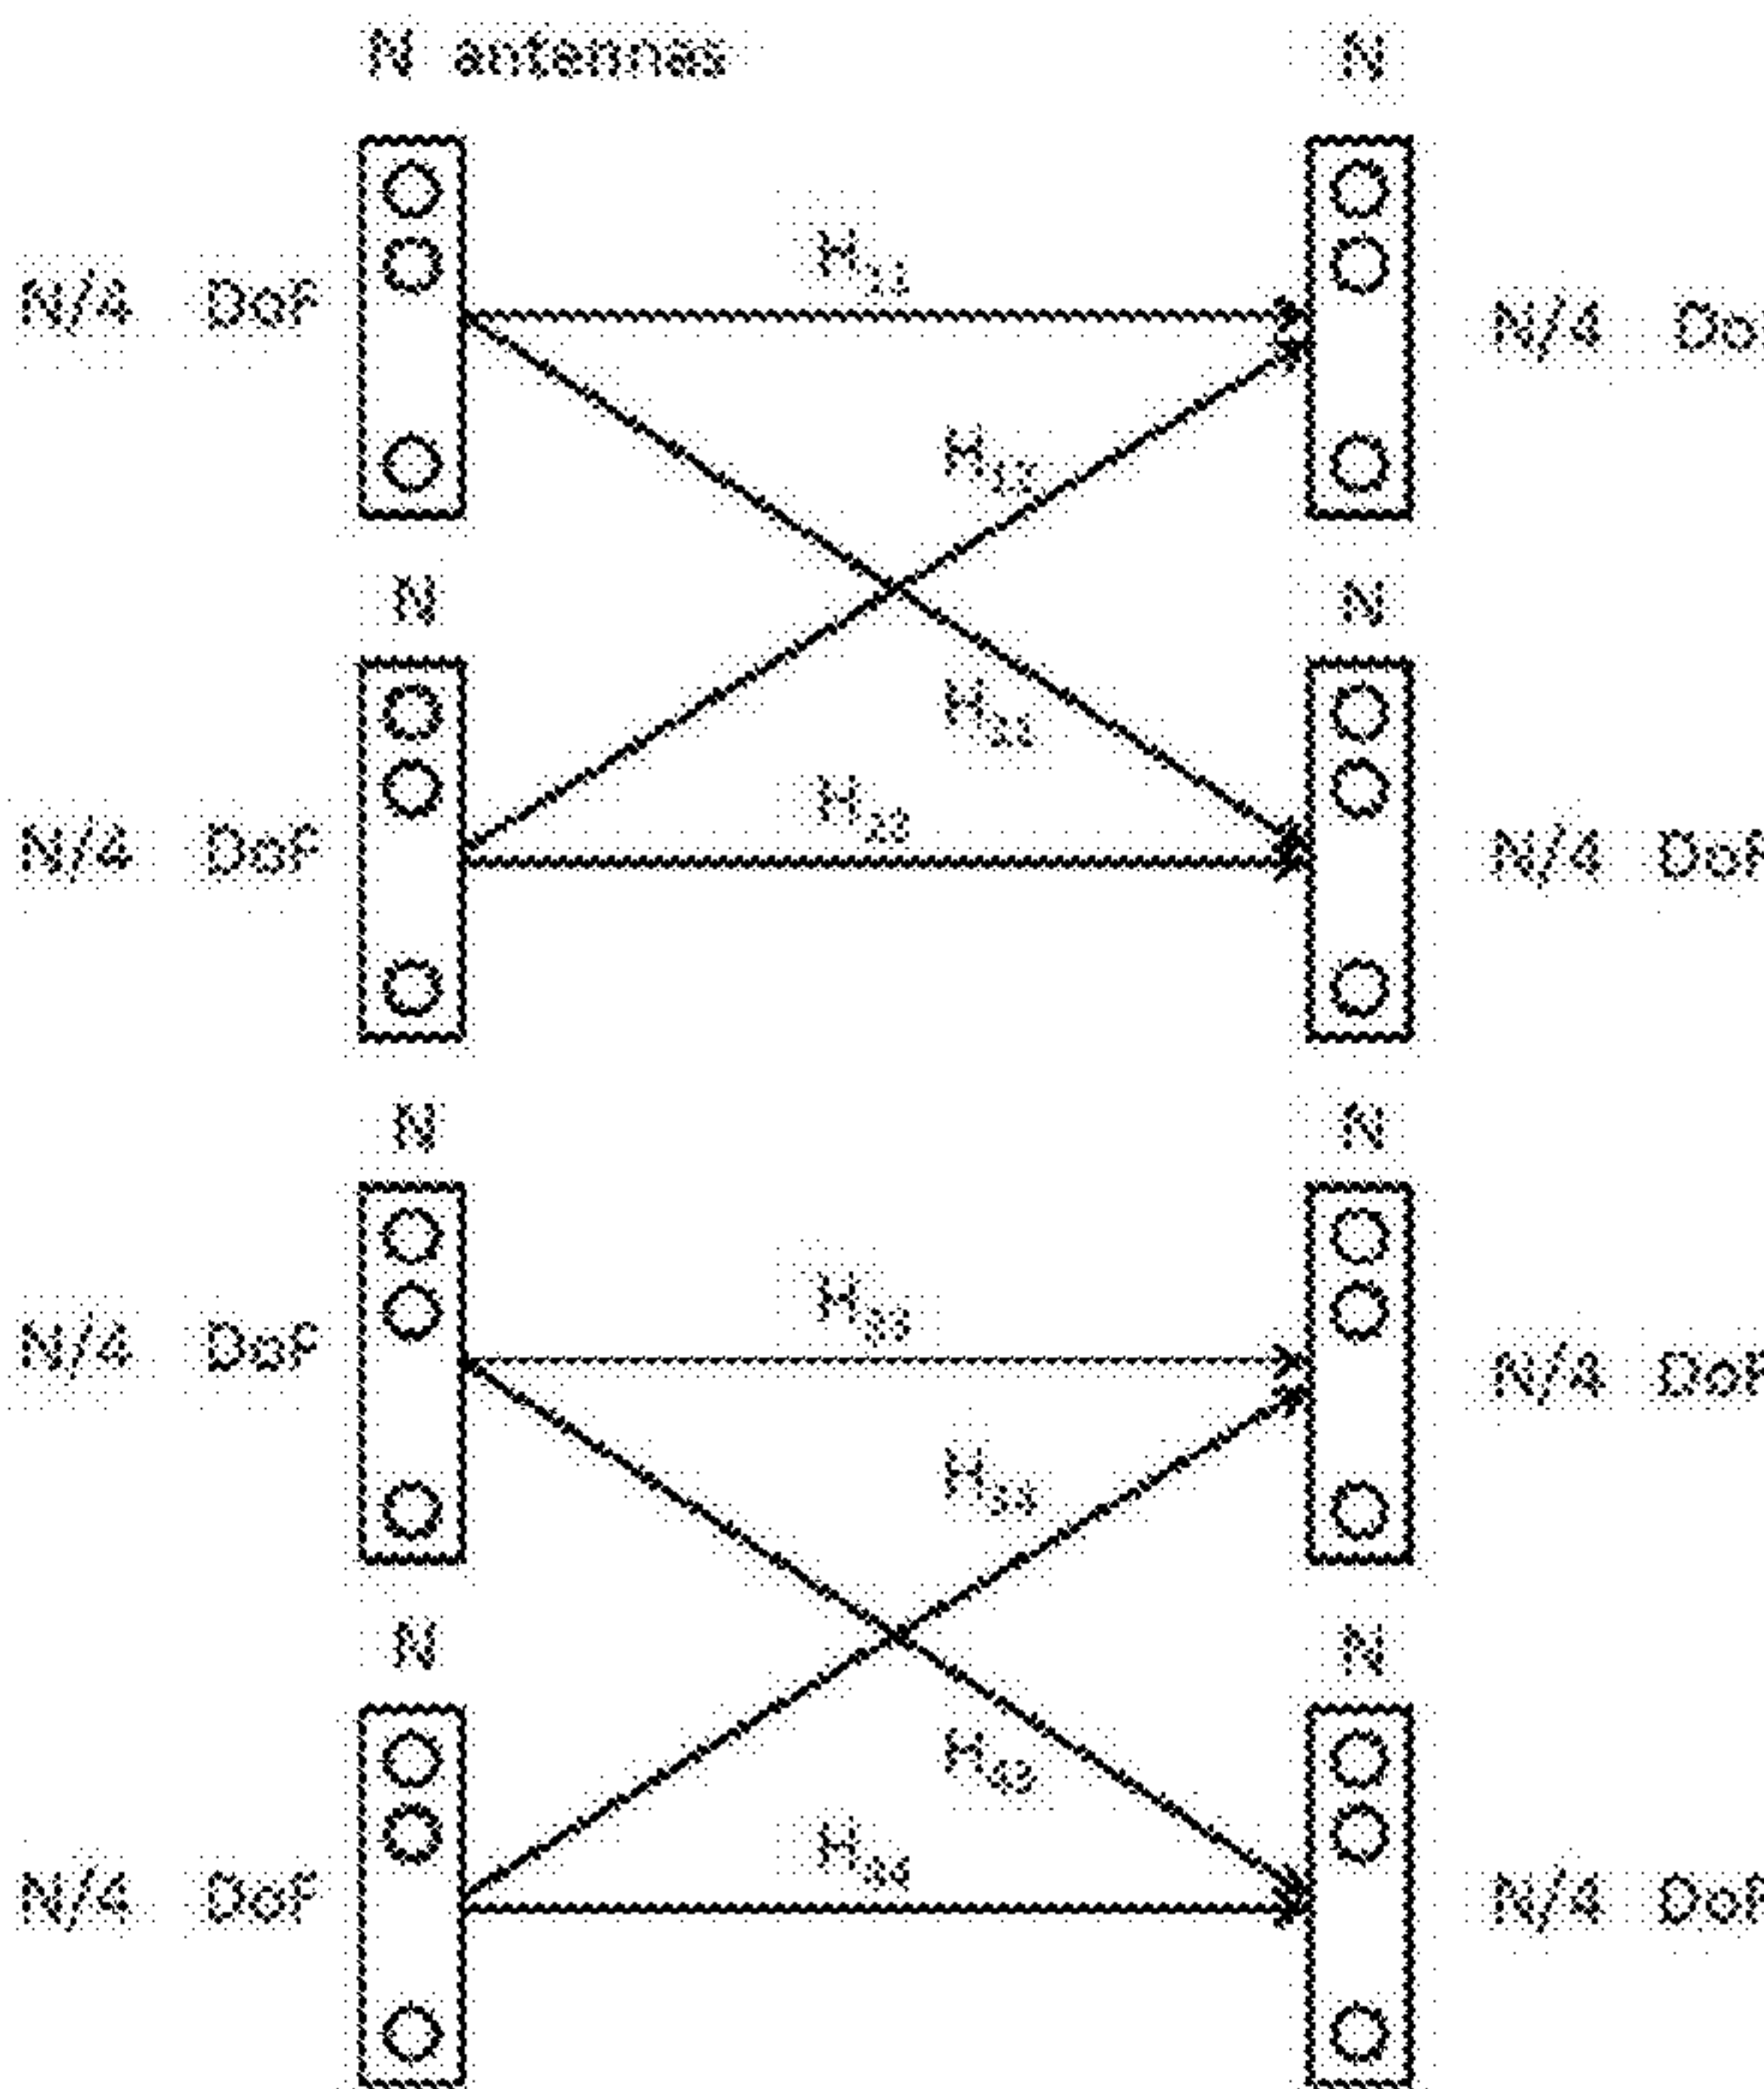 N antennas N
N/4 DoF H11 N/4 Do
H12
N N
H21
N/4 DoF H22 N/4 DoF
N N
N/4 DoF H33 N/4 DoF
H34
N N
H43
N/4 DoF H44 N/4 DoF